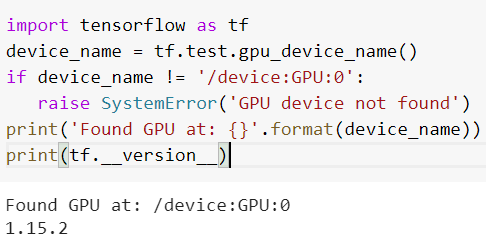 import tensorflow as tf
device_name = tf.test.gpu_device_name()
if device_name != '/device:GPU:0':
   raise SystemError('GPU device not found')
print('Found GPU at: {}'.format(device_name))
print(tf.__version__)
Found GPU at: /device:GPU:0
1.15.2